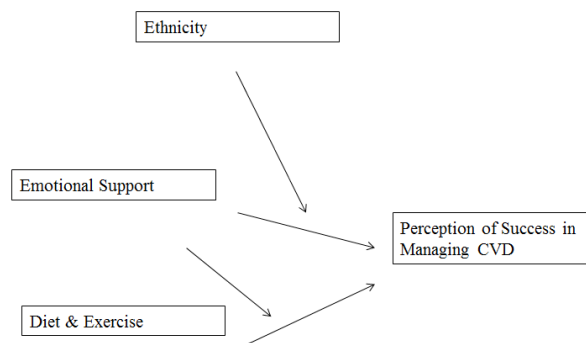 Ethnicity
Emotional Support
Perception of Success in
Managing CVD
Diet & Exercise